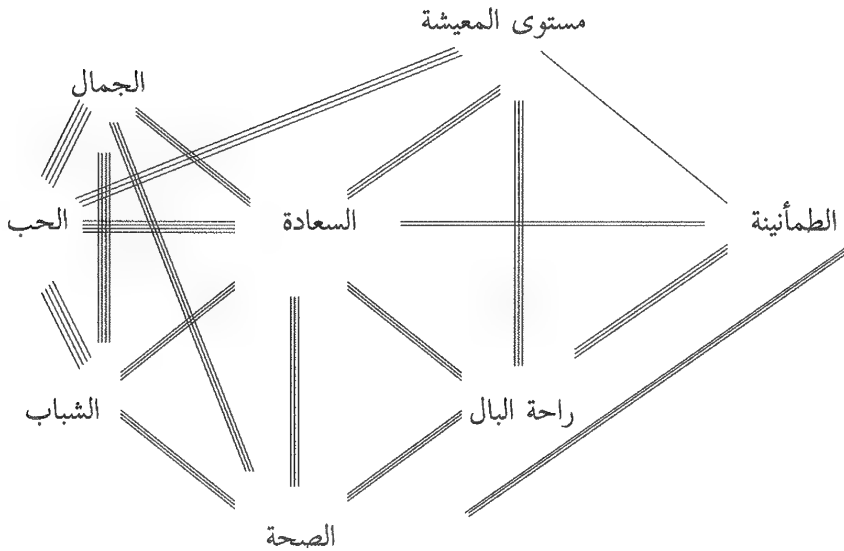 مستوى المعيشة
الجمال
الحب
السعادة
الطمأنينة
الشباب
راحة البال
الصحة